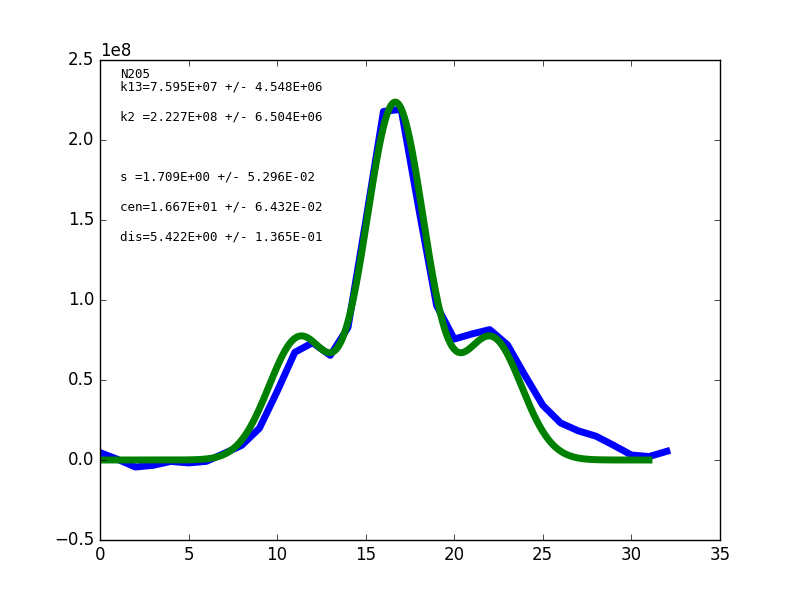 1e8
2.5
N205
k13=7.595E+07 +/- 4.548E+06
k2 =2.227E+08 +/- 6.504E+06
2.0
s =1.709E+00 +/- 5.296E-02
cen=1.667E+01 +/- 6.432E-02
1.5
dis=5.422E+00 +/- 1.365E-01
1.0
0.5
0.0
−0.5
0 5 10 15 20 25 30 35